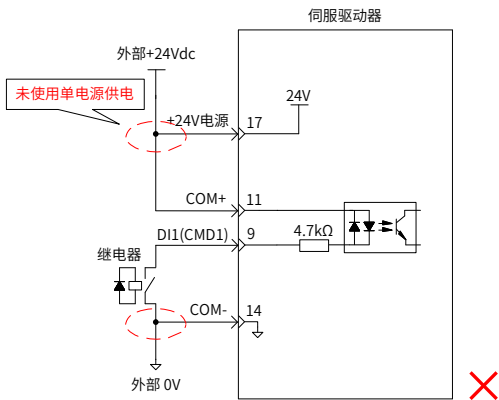 伺服驱动器
外部+24Vdc
未使用单电源供电
24V
+24V电源
17
COM+
11
DI1(CMD1)
9
4.7kΩ
继电器
COM-
14
外部 0V